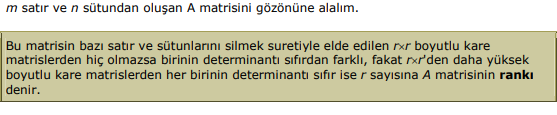 m satır ve n sütundan oluşan A matrisini gözönüne alalım.
Bu matrisin bazı satır ve sütunlarını silmek suretiyle elde edilen r×r boyutlu kare
matrislerden hiç olmazsa birinin determinantı sıfırdan farklı, fakat r×r'den daha yüksek
boyutlu kare matrislerden her birinin determinantı sıfır ise r sayısına A matrisinin rankı
denir.